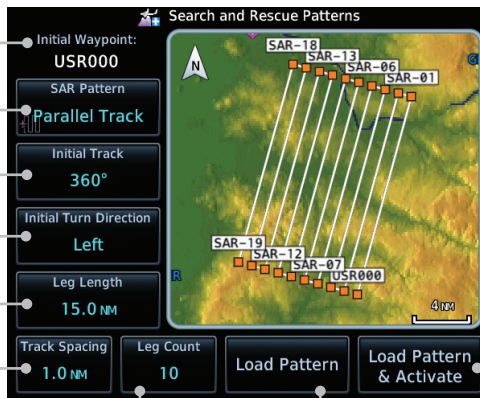 Search and Rescue Patterns
Initial Waypoint:
USR000
SAR Pattern
Parallel Track
Initial Track
360°
Initial Turn Direction
Left
Leg Length
15.0 NM
Track Spacing
1.0 NM
Leg Count
10
Load Pattern
Load Pattern
& Activate
N
SAR-18
SAR-13
SAR-06
SAR-01
SAR-19
SAR-12
SAR-07
USR000
R
4 NM